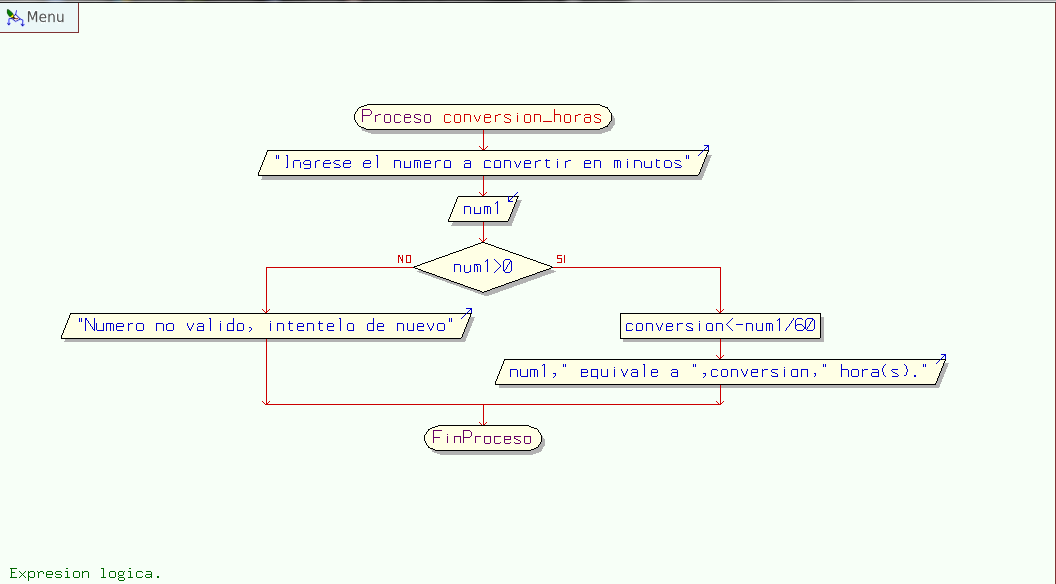 Menu
Proceso conversion_horas
"Ingrese el numero a convertir en minutos"
num1
NO
num1>0
SI
"Numero no valido, intentelo de nuevo"
conversion<-num1/60
num1," equivale a ",conversion," hora(s)."
FinProceso
Expresion logica.